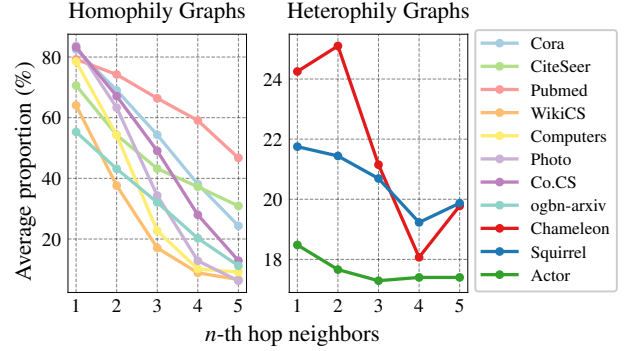 Homophily Graphs
Heterophily Graphs
Average proportion (%)
80
60
40
20
1 2 3 4 5
24
22
20
18
1 2 3 4 5
n-th hop neighbors
Cora
CiteSeer
Pubmed
WikiCS
Computers
Photo
Co.CS
ogbn-arxiv
Chameleon
Squirrel
Actor